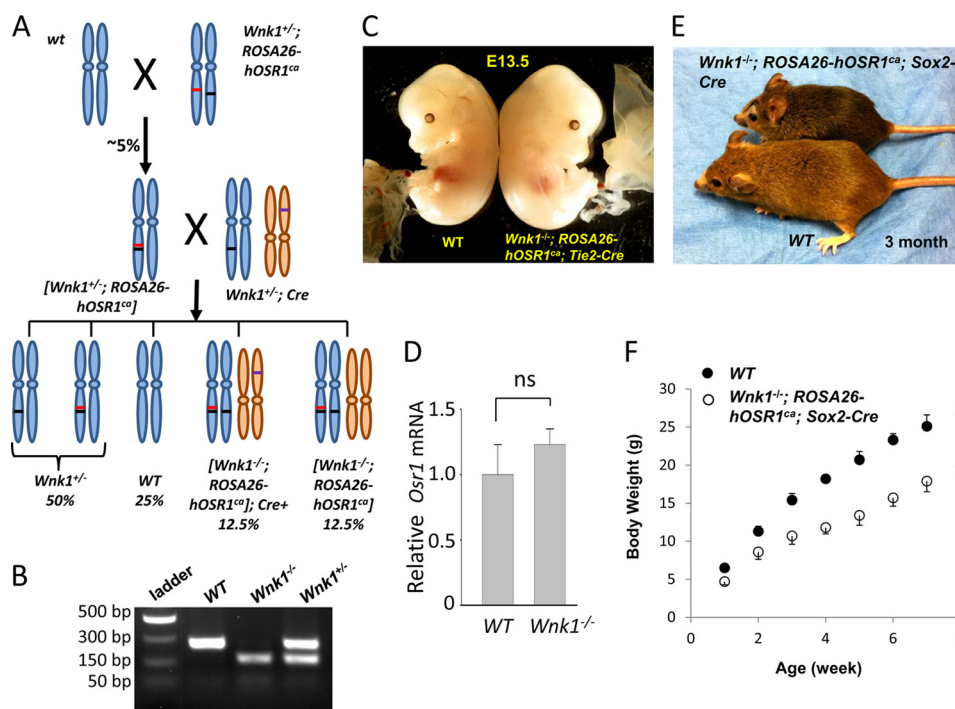 A
wt
Wnk1+/-;
ROSA26-
hOSR1ca
X
~5%
X
[Wnk1+/-; ROSA26-
hOSR1ca]
Wnk1+/-; Cre
Wnk1+/-
50%
WT
25%
[Wnk1-/-;
ROSA26-
hOSR1ca]; Cre+
12.5%
[Wnk1-/-;
ROSA26-
hOSR1ca]
12.5%
B
ladder
WT
Wnk1-/-
Wnk1+/-
500 bp
300 bp
150 bp
50 bp
C
E13.5
WT
Wnk1-/-; ROSA26-
hOSR1ca; Tie2-Cre
D
ns
Relative Osr1 mRNA
1.5
1.0
0.5
0
WT
Wnk1-/-
E
Wnk1-/-; ROSA26-hOSR1ca; Sox2-
Cre
WT
3 month
F
WT
Wnk1-/-; ROSA26-
hOSR1ca; Sox2-Cre
Body Weight (g)
30
25
20
15
10
5
0
0
2
4
6
Age (week)